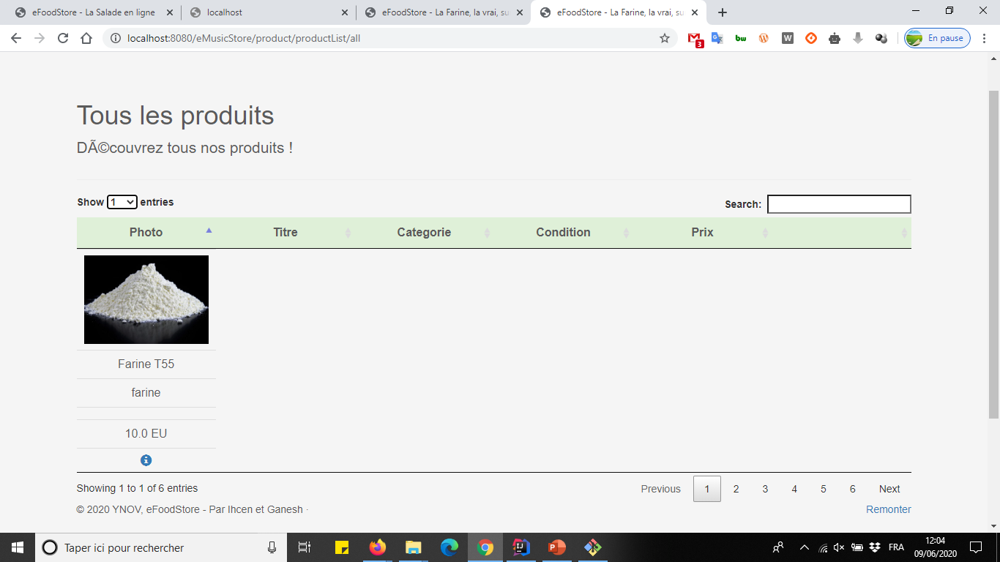 eFoodStore - La Salade en ligne
localhost
eFoodStore - La Farine, la vrai, su
eFoodStore - La Farine, la vrai, su
localhost:8080/eMusicStore/product/productList/all
3
bw
W
En pause
Tous les produits
DÃ©couvrez tous nos produits !
Show 1 entries
Search:
Photo Titre Categorie Condition Prix
Farine T55
farine
10.0 EU
Showing 1 to 1 of 6 entries
Previous 1 2 3 4 5 6 Next
© 2020 YNOV, eFoodStore - Par Ihcen et Ganesh ·
Remonter
Taper ici pour rechercher
FRA
12:04
09/06/2020